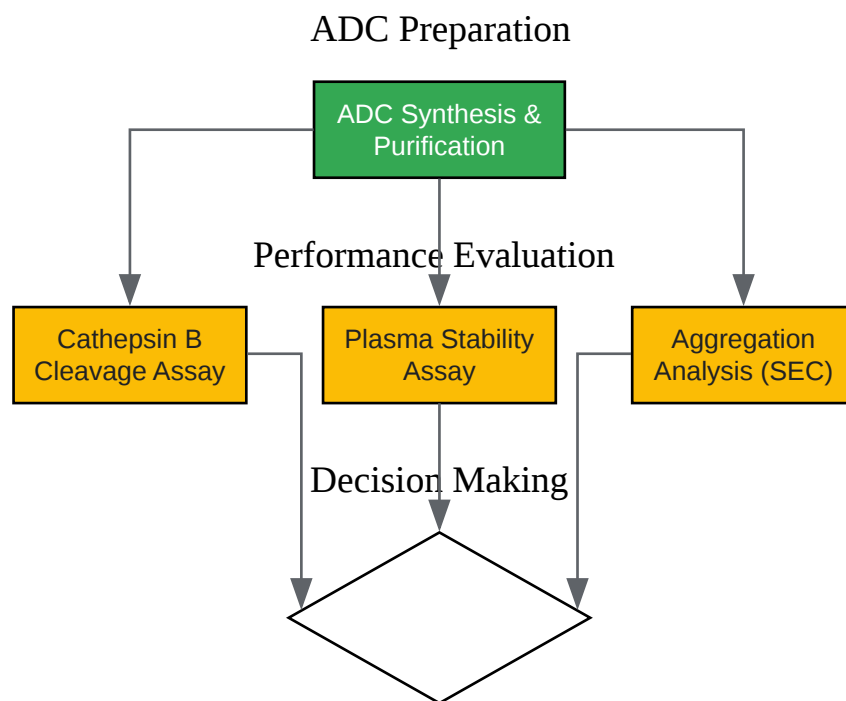 ADC Preparation
ADC Synthesis &
Purification
Performance Evaluation
Cathepsin B
Cleavage Assay
Plasma Stability
Assay
Aggregation
Analysis (SEC)
Decision Making